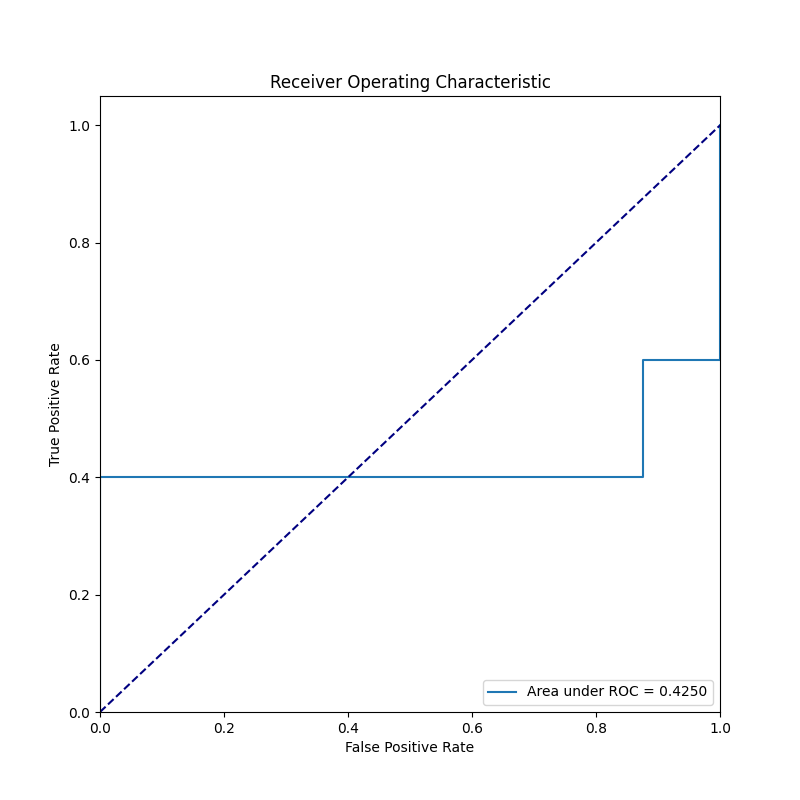 Receiver Operating Characteristic
True Positive Rate
1.0
0.8
0.6
0.4
0.2
0.0
0.0 0.2 0.4 0.6 0.8 1.0
False Positive Rate
Area under ROC = 0.4250